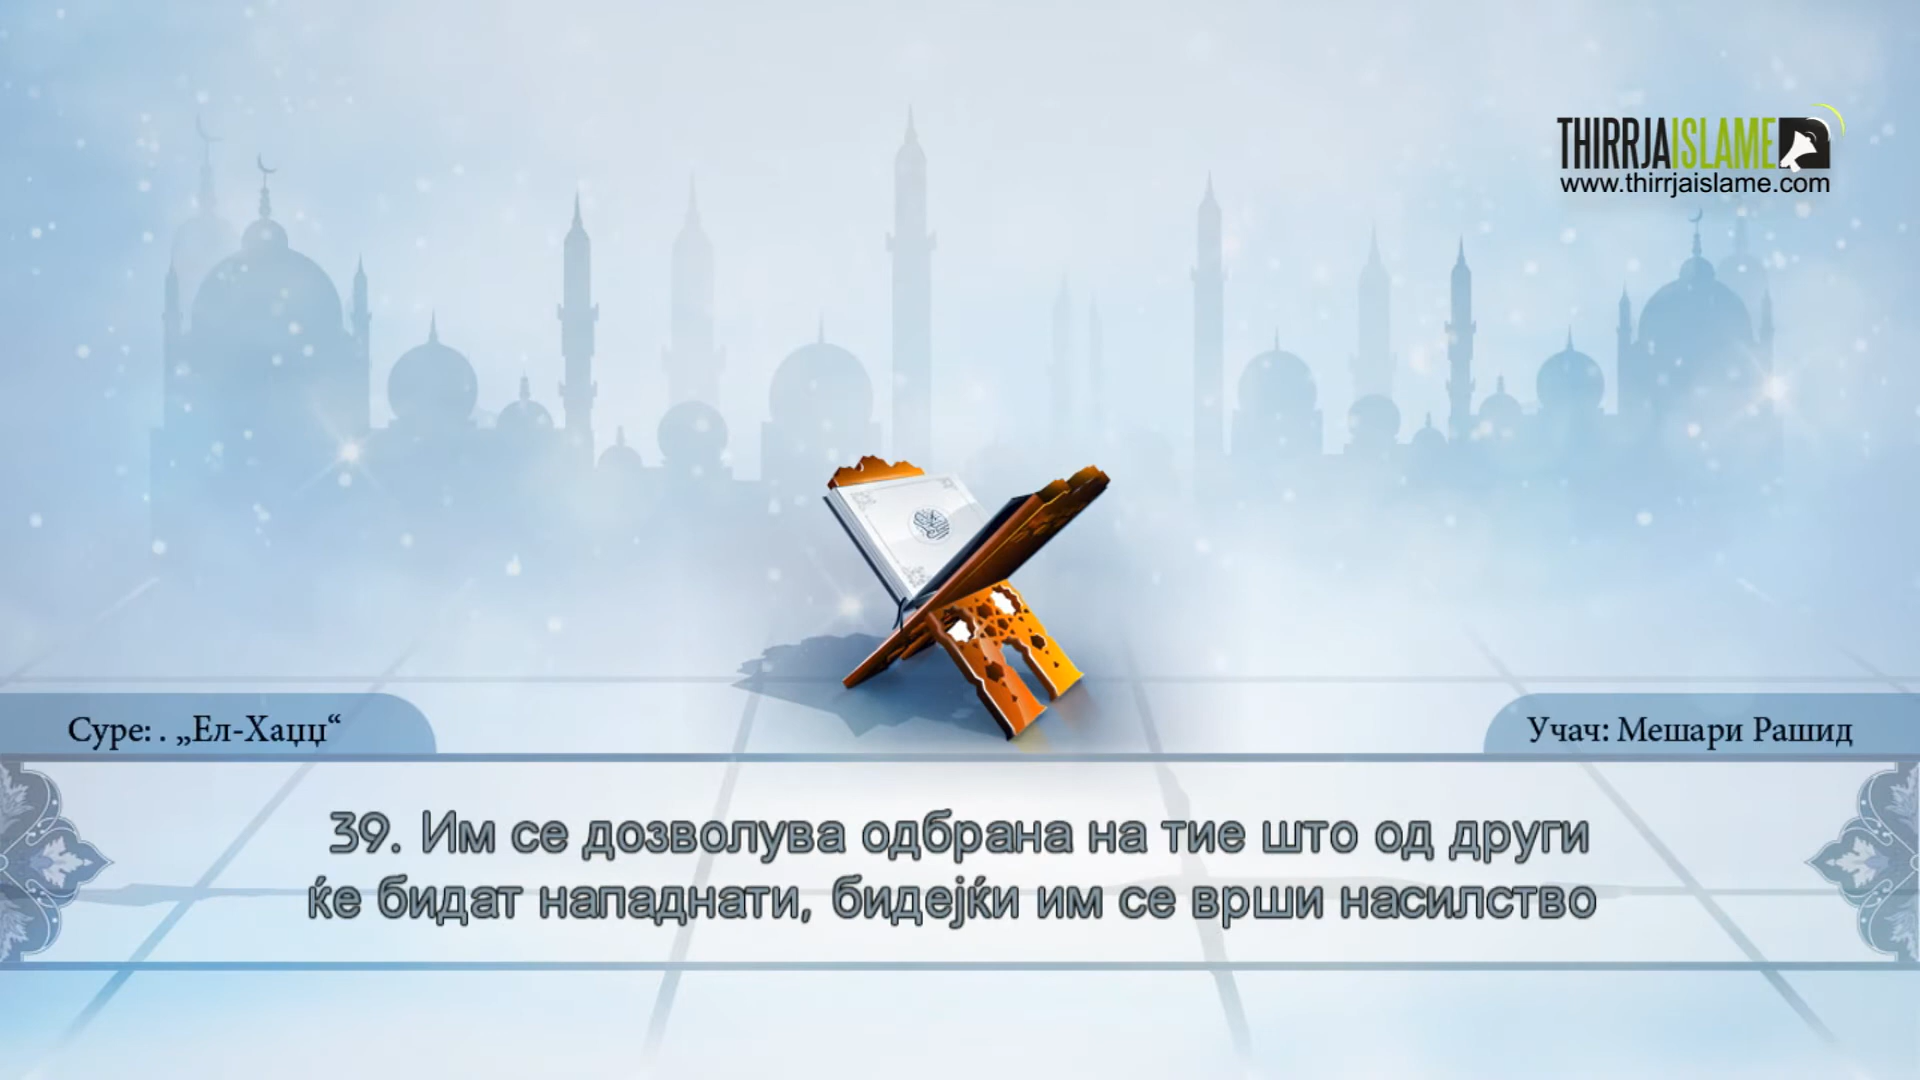 THIRRJAISLAME
www.thirrjaislame.com
Суре: . „Ел-Хаџџ“
Учач: Мешари Рашид
39. Им се дозволува одбрана на тие што од други
ќе бидат нападнати, бидејќи им се врши насилство